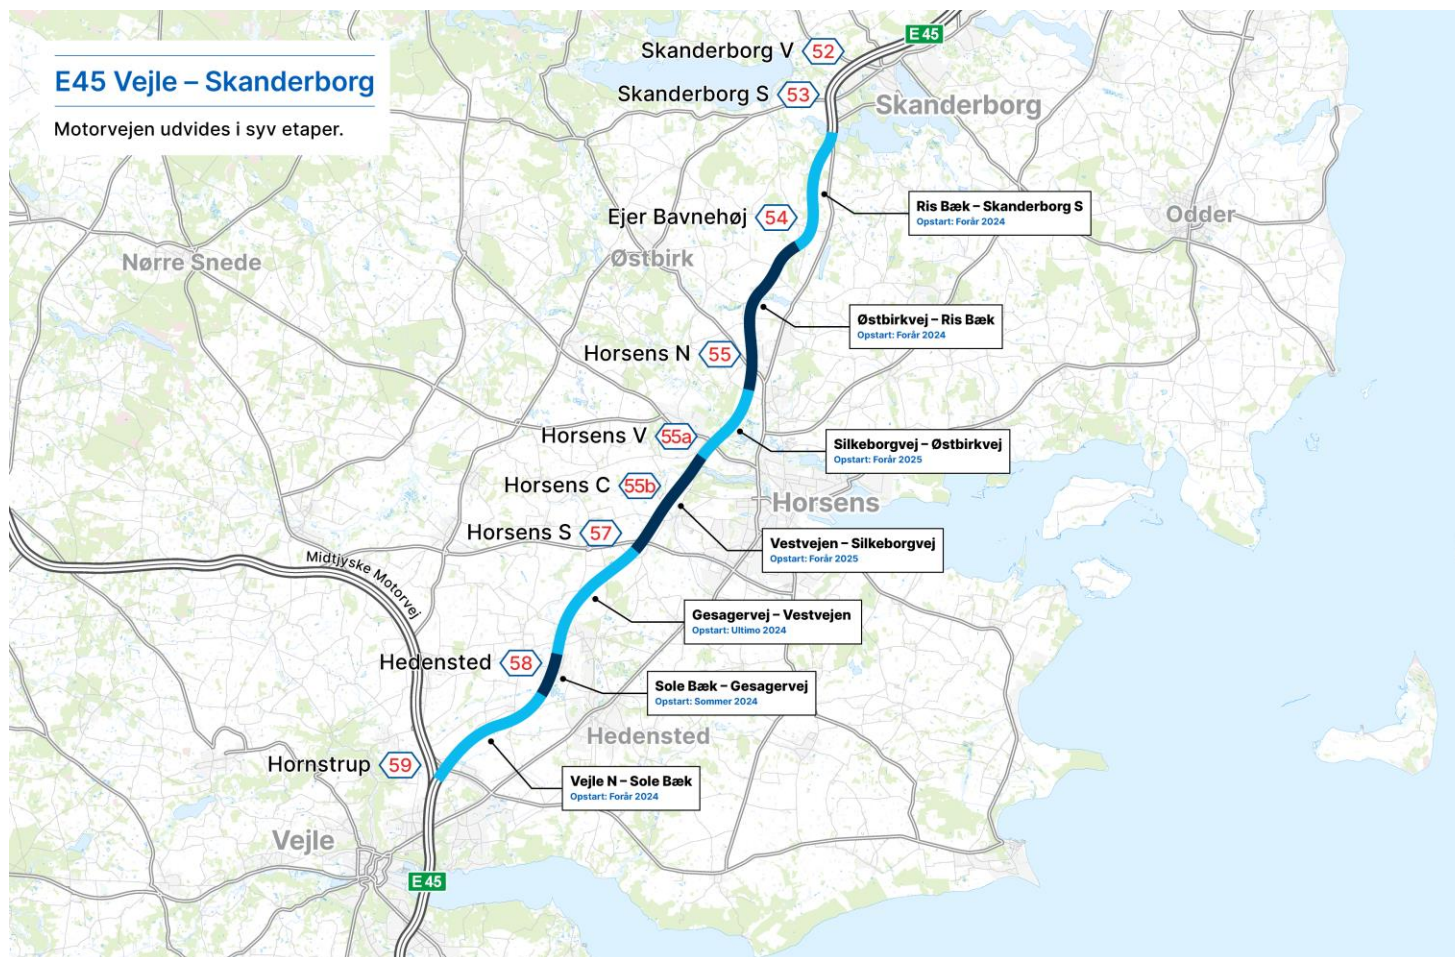 E45 Vejle – Skanderborg
Motorvejen udvides i syv etaper.
E45
Skanderborg V 52
Skanderborg S 53
Skanderborg
Ris Bæk – Skanderborg S
Opstart: Forår 2024
Ejer Bavnehøj 54
Odder
Østbirk
Nørre Snede
Østbirkvej – Ris Bæk
Opstart: Forår 2024
Horsens N 55
Horsens V 55a
Silkeborgvej – Østbirkvej
Opstart: Forår 2025
Horsens C 55b
Horsens
Horsens S 57
Vestvejen – Silkeborgvej
Opstart: Forår 2025
Midtjyske Motorvej
Gesagervej – Vestvejen
Opstart: Ultimo 2024
Hedensted 58
Sole Bæk – Gesagervej
Opstart: Sommer 2024
Hedensted
Hornstrup 59
Vejle N – Sole Bæk
Opstart: Forår 2024
Vejle
E45